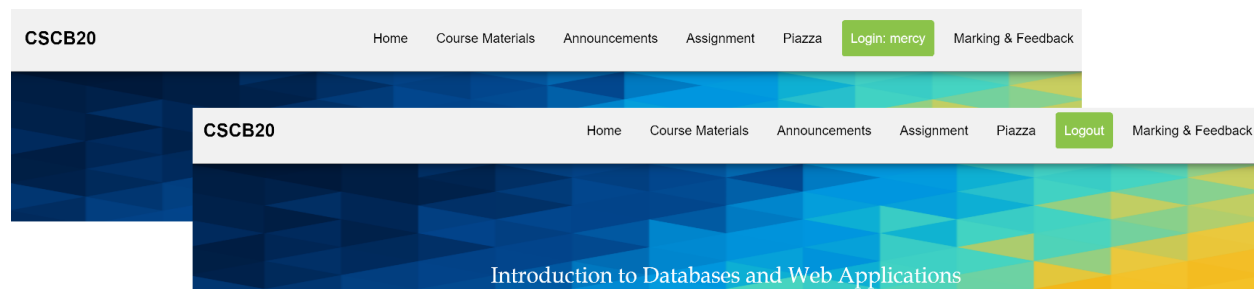 CSCB20 Home Course Materials Announcements Assignment Piazza Login: mercy Marking & Feedback
CSCB20 Home Course Materials Announcements Assignment Piazza Logout Marking & Feedback
Introduction to Databases and Web Applications